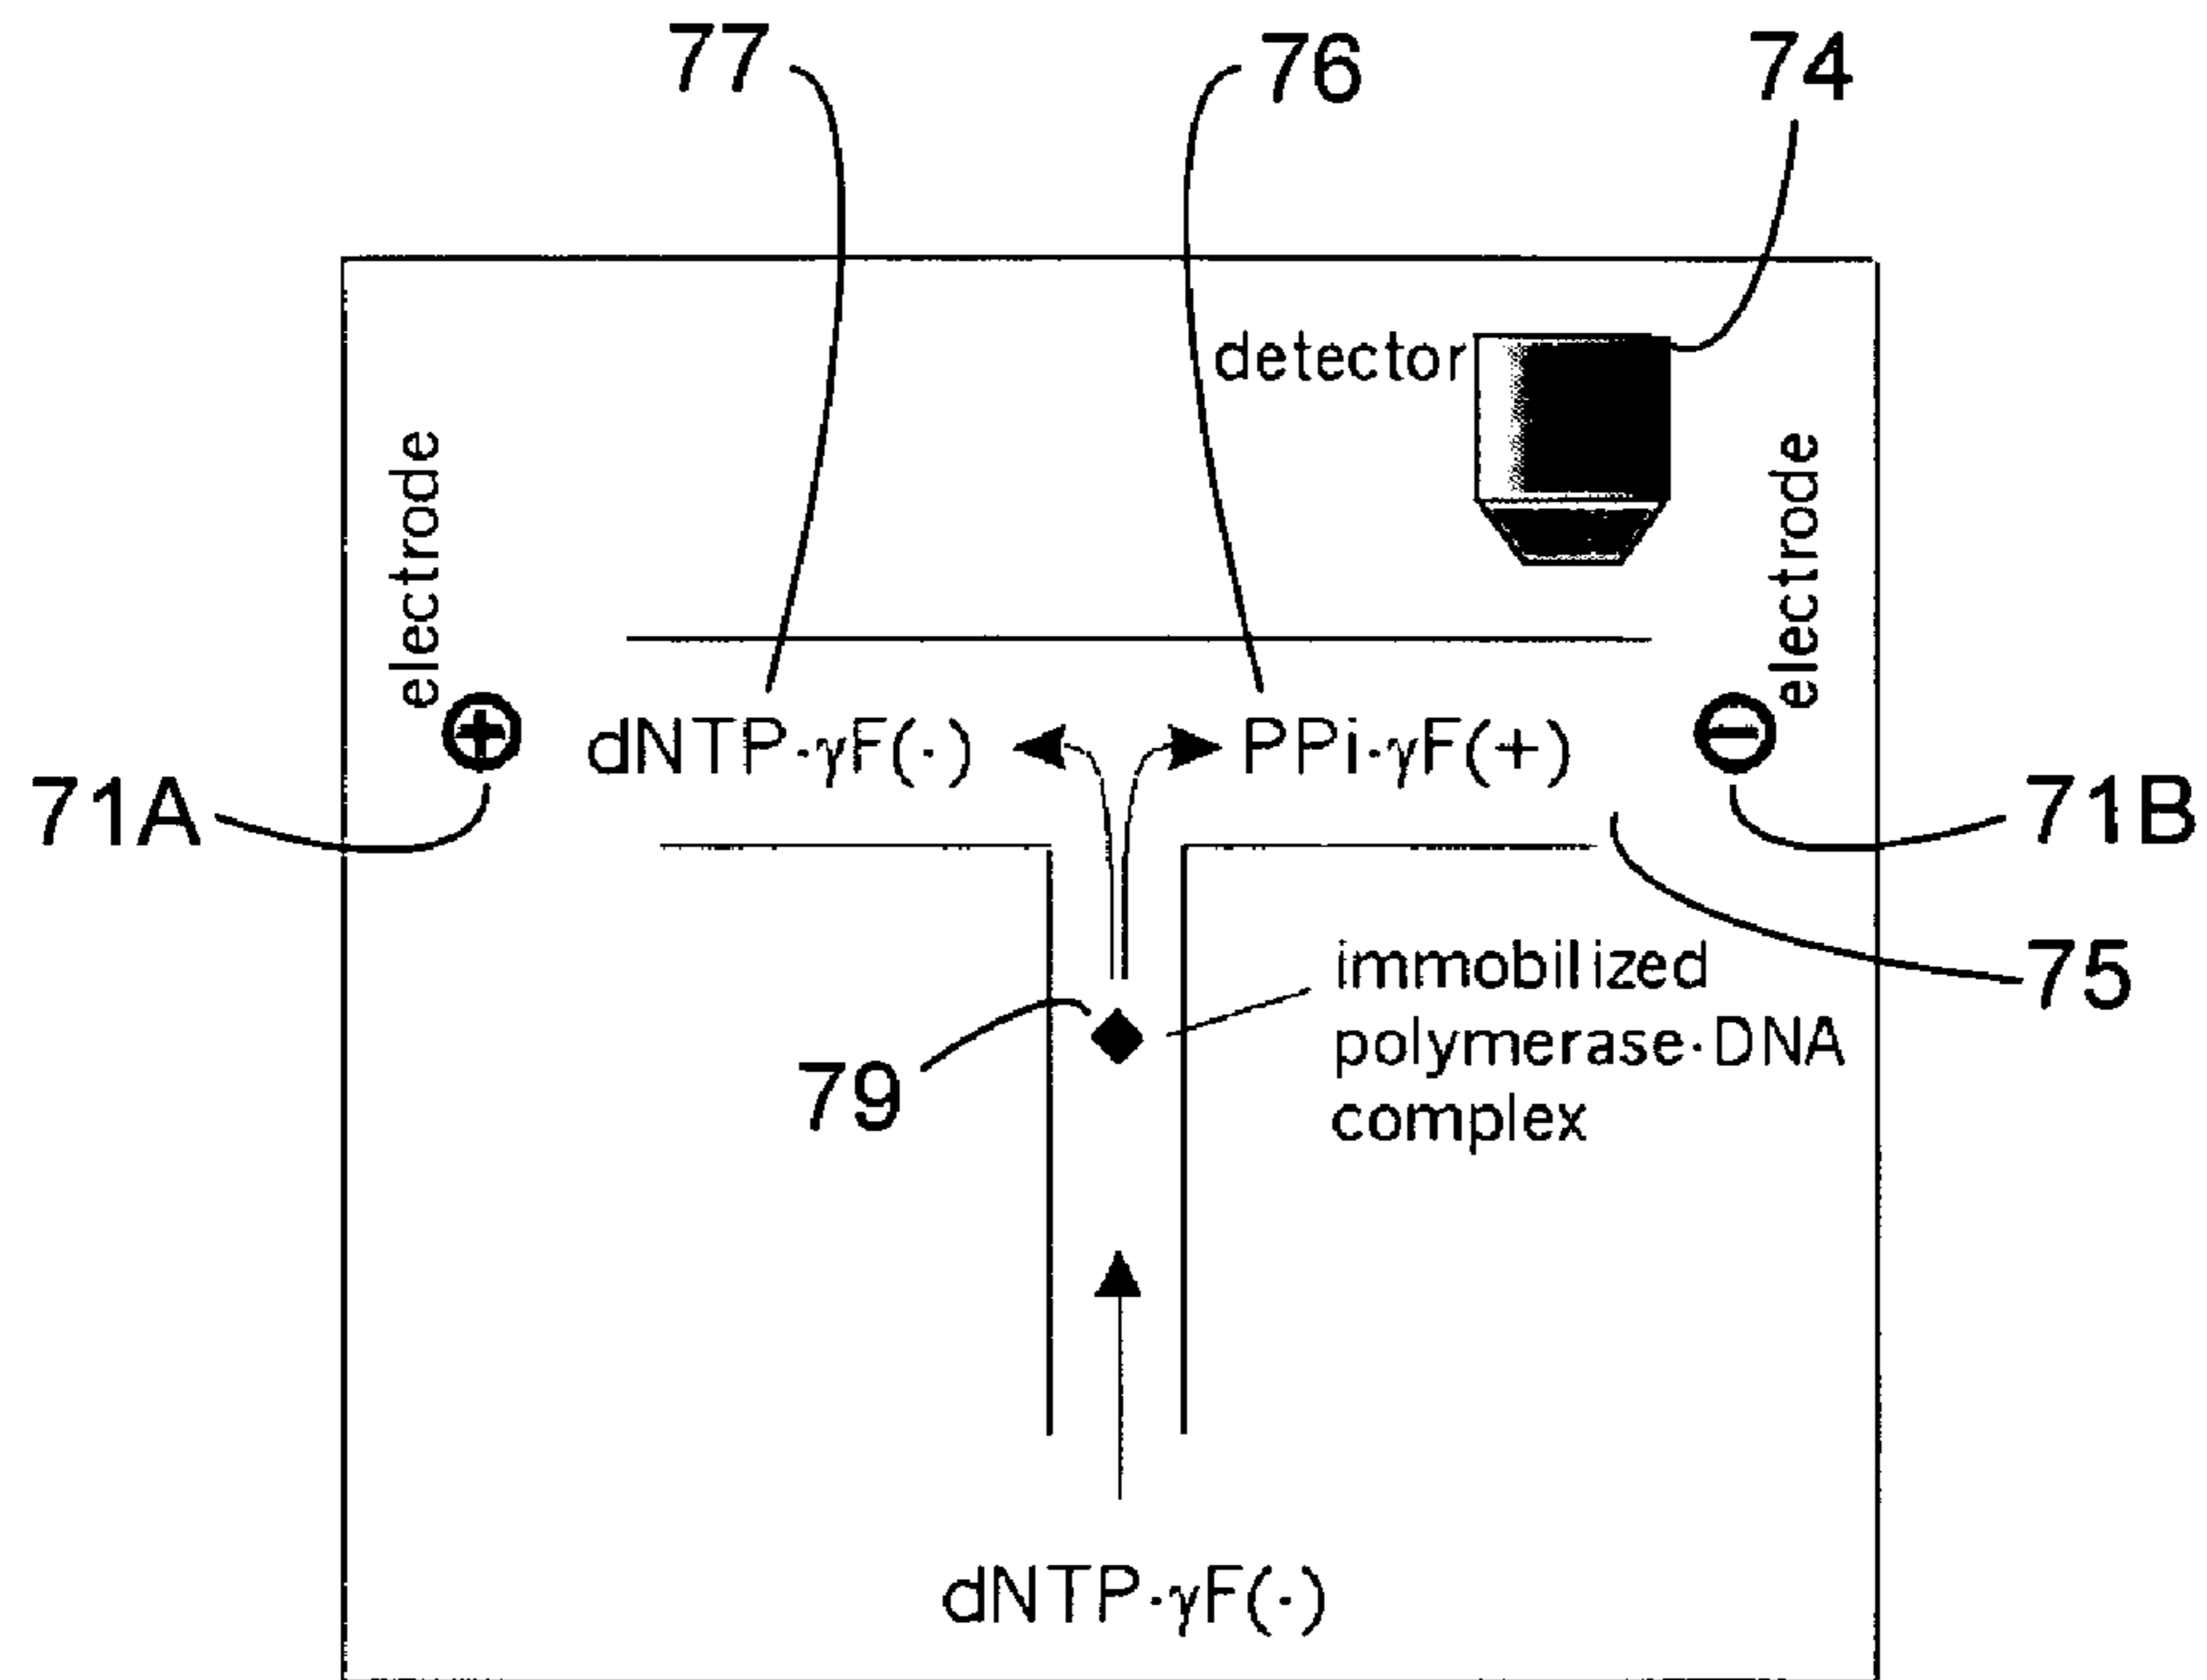 77
76
74
detector
electrode
electrode
dNTP·γF(·)
PPi·γF(+)
71A
71B
75
immobilized
polymerase·DNA
complex
79
dNTP·γF(·)